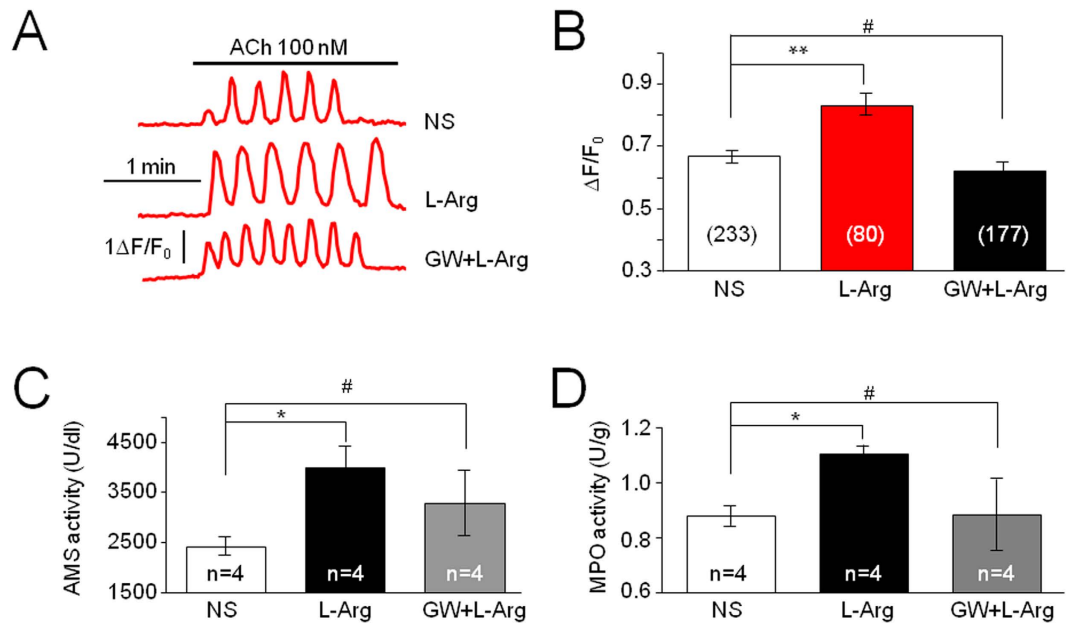 A
ACh 100 nM
NS
1 min
L-Arg
1ΔF/F0
GW+L-Arg
B
#
**
ΔF/F0
0.9
0.7
0.5
0.3
(233)
(80)
(177)
NS
L-Arg
GW+L-Arg
C
#
*
AMS activity (U/dl)
4500
3500
2500
1500
n=4
n=4
n=4
NS
L-Arg
GW+L-Arg
D
#
*
MPO activity (U/g)
1.2
1.0
0.8
0.6
n=4
n=4
n=4
NS
L-Arg
GW+L-Arg